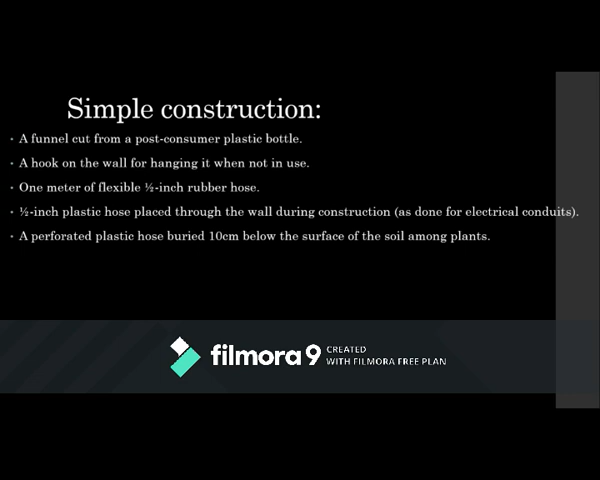 Simple construction:
• A funnel cut from a post-consumer plastic bottle.
• A hook on the wall for hanging it when not in use.
• One meter of flexible ½-inch rubber hose.
• ½-inch plastic hose placed through the wall during construction (as done for electrical conduits).
• A perforated plastic hose buried 10cm below the surface of the soil among plants.
filmora 9 CREATED
WITH FILMORA FREE PLAN